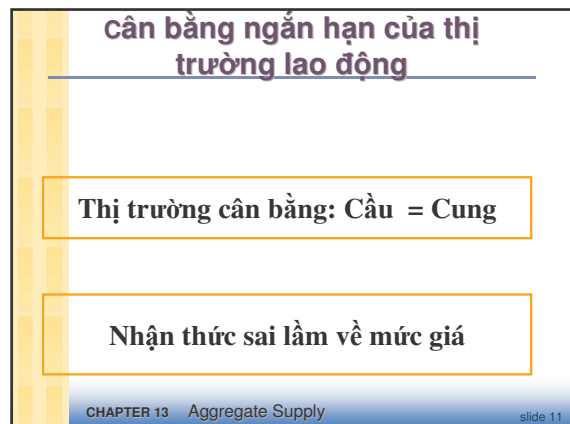 Cân bằng ngắn hạn của thị
trường lao động
Thị trường cân bằng: Cầu = Cung
Nhận thức sai lầm về mức giá
CHAPTER 13 Aggregate Supply
slide 11